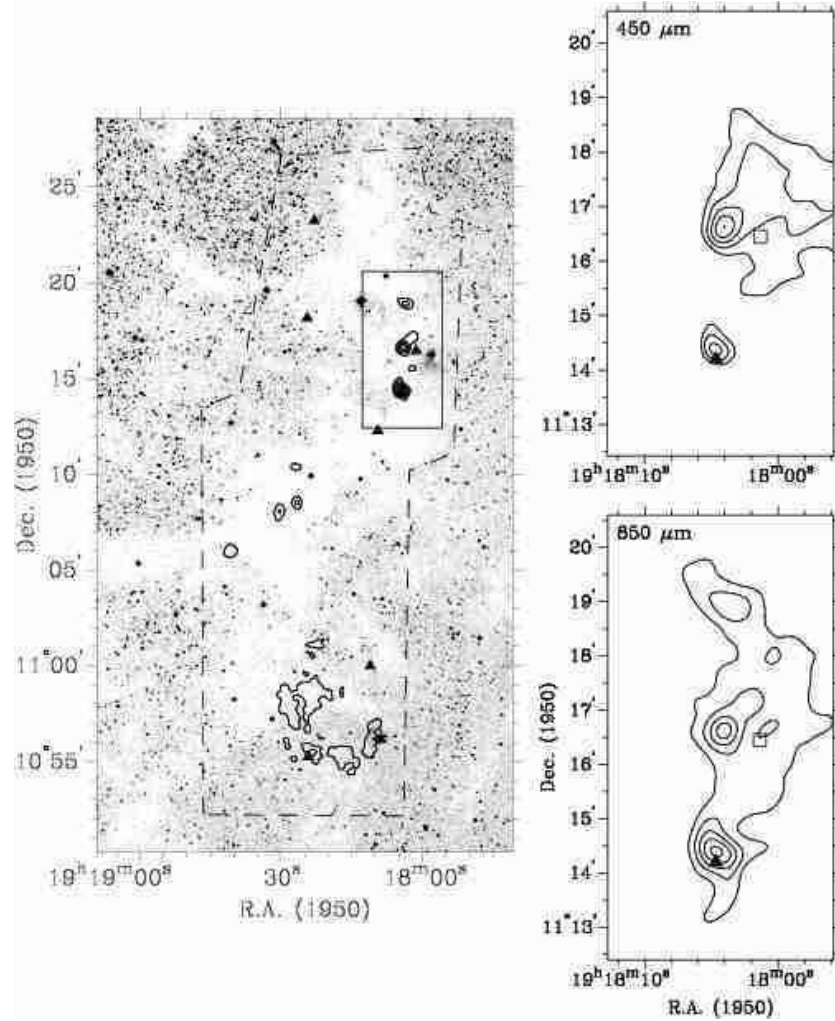 25'
20'
15'
10'
05'
11° 00'
10° 55'
Dec. (1950)
19h19m00s
30s
18m00s
R.A. (1950)
450 μm
20'
19'
18'
17'
16'
15'
14'
11° 13'
19h18m10s
18m00s
850 μm
20'
19'
18'
17'
16'
15'
14'
11° 13'
Dec. (1950)
19h18m10s
18m00s
R.A. (1950)